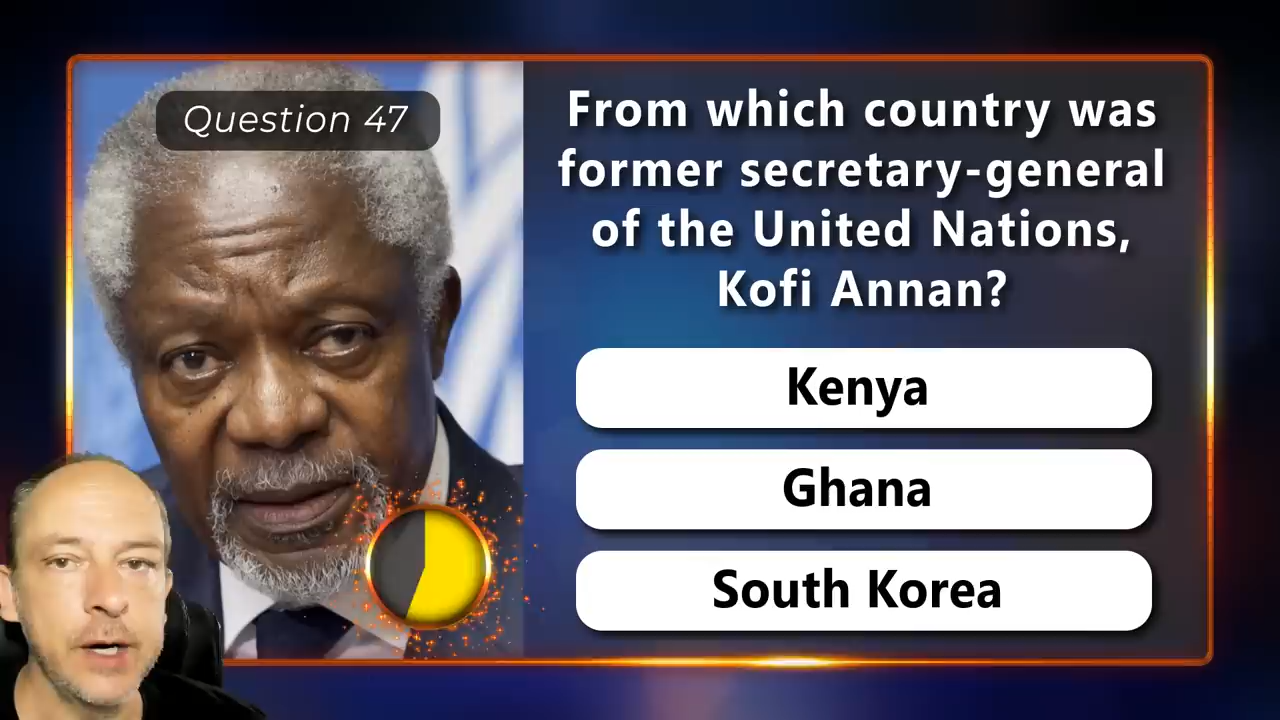 Question 47
From which country was
former secretary-general
of the United Nations,
Kofi Annan?
Kenya
Ghana
South Korea